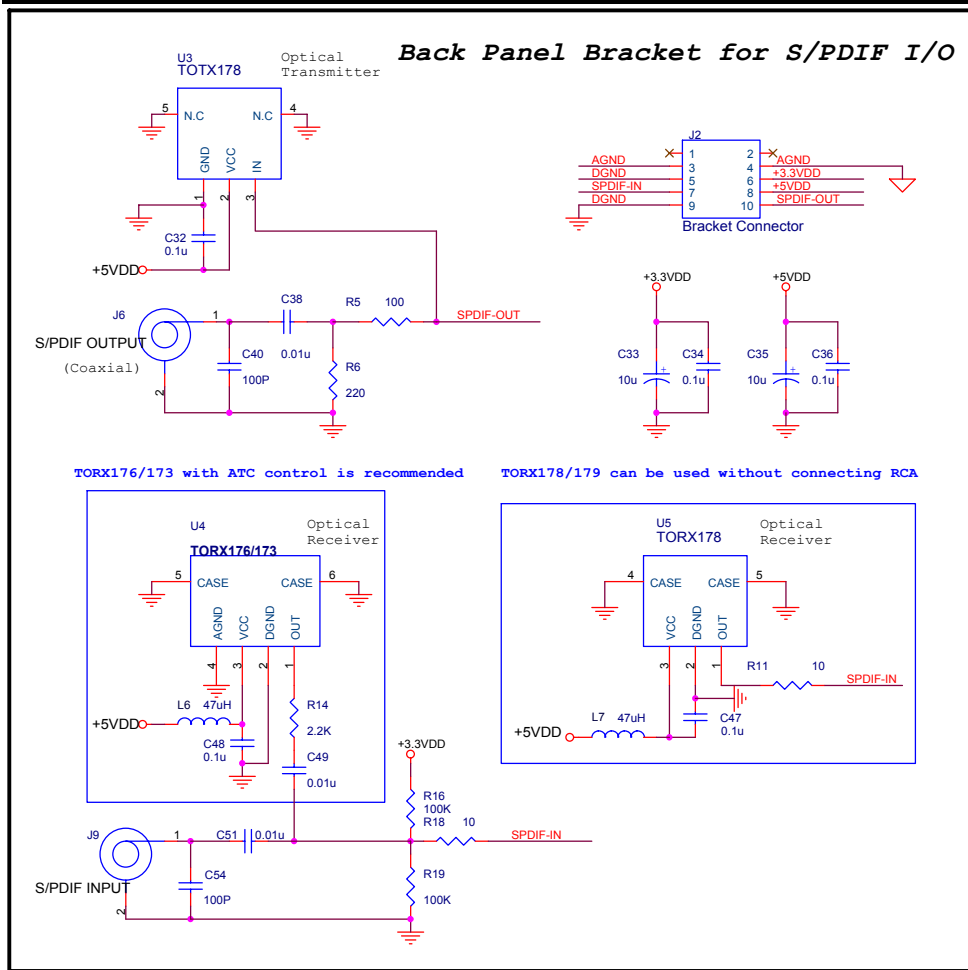 Back Panel Bracket for S/PDIF I/O
U3
TOTX178
Optical
Transmitter
5
N.C
N.C
4
GND
VCC
IN
1
2
3
C32
0.1u
+5VDD
J2
1
2
3
4
5
6
7
8
9
10
AGND
DGND
SPDIF-IN
DGND
AGND
+3.3VDD
+5VDD
SPDIF-OUT
Bracket Connector
J6
1
2
S/PDIF OUTPUT
(Coaxial)
C38
0.01u
C40
100P
R5
100
R6
220
SPDIF-OUT
+3.3VDD
C33
10u
C34
0.1u
+5VDD
C35
10u
C36
0.1u
TORX176/173 with ATC control is recommended
U4
TORX176/173
Optical
Receiver
5
CASE
CASE
6
AGND
VCC
DGND
OUT
4
3
2
1
+5VDD
L6
47uH
C48
0.1u
R14
2.2K
C49
0.01u
TORX178/179 can be used without connecting RCA
U5
TORX178
Optical
Receiver
4
CASE
CASE
5
VCC
DGND
OUT
3
2
1
R11
10
SPDIF-IN
+5VDD
L7
47uH
C47
0.1u
+3.3VDD
R16
100K
R18
10
SPDIF-IN
R19
100K
J9
1
2
S/PDIF INPUT
C51
0.01u
C54
100P